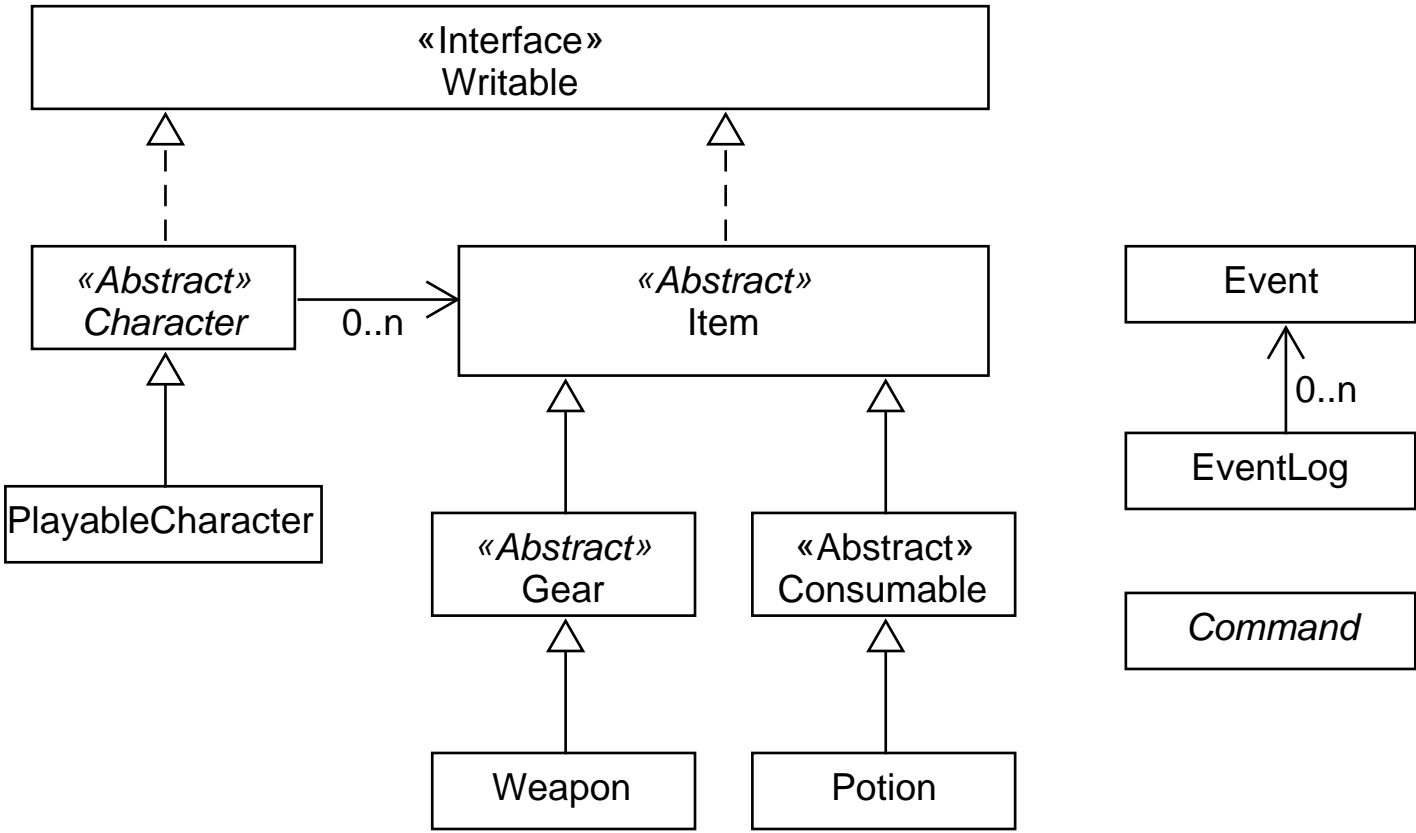 «Interface»
Writable
«Abstract»
Character
0..n
«Abstract»
Item
Event
0..n
EventLog
PlayableCharacter
«Abstract»
Gear
«Abstract»
Consumable
Command
Weapon
Potion